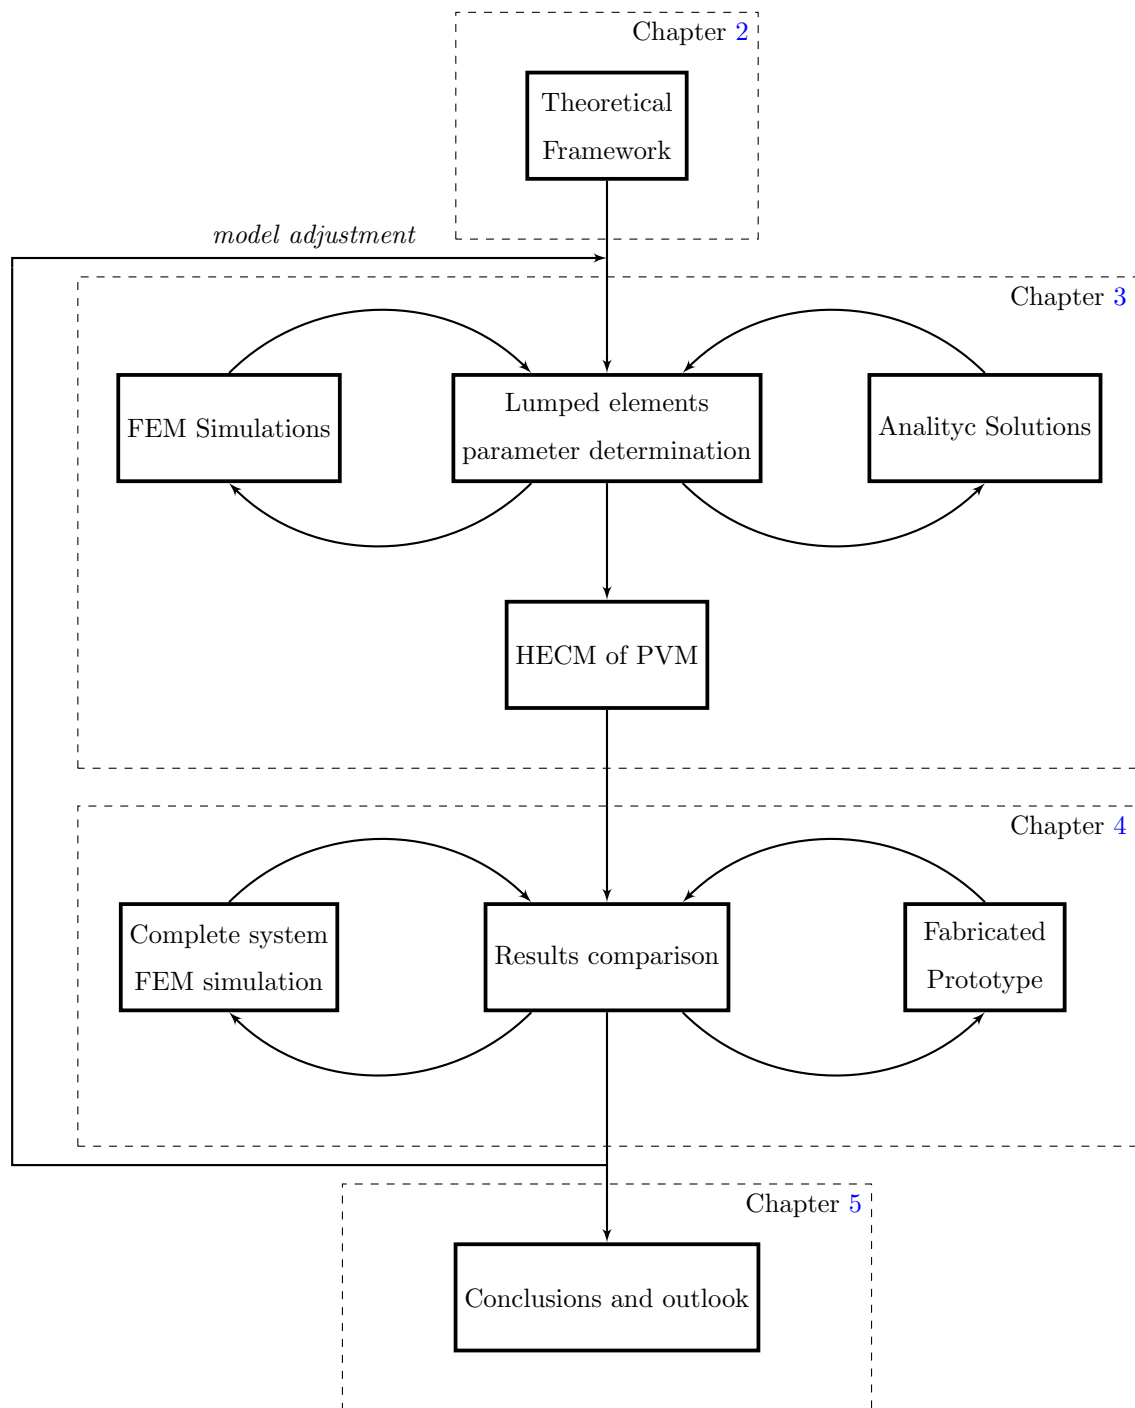 Chapter 2
Theoretical
Framework
model adjustment
Chapter 3
FEM Simulations
Lumped elements
parameter determination
Analityc Solutions
HECM of PVM
Chapter 4
Complete system
FEM simulation
Results comparison
Fabricated
Prototype
Chapter 5
Conclusions and outlook